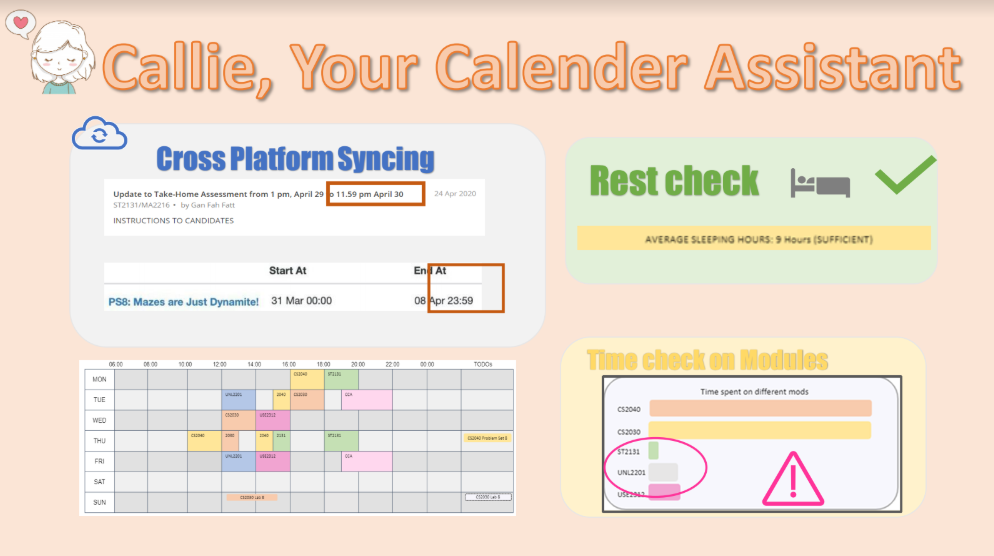 Callie, Your Calender Assistant
Cross Platform Syncing
Update to Take-Home Assessment from 1 pm, April 29 to 11.59 pm April 30
24 Apr 2020
ST2131/MA2216 • by Gan Fah Fatt
INSTRUCTIONS TO CANDIDATES
Start At End At
PS8: Mazes are Just Dynamite! 31 Mar 00:00 08 Apr 23:59
Rest check
AVERAGE SLEEPING HOURS: 9 Hours (SUFFICIENT)
06:00 08:00 10:00 12:00 14:00 16:00 18:00 20:00 22:00 00:00 TODOs
MON CS2040 ST2131
TUE UNL2201 2040 CS2030 CCA
WED CS2030 USE2312
THU CS2040 2030 2040 2131 ST2131 CS2040 Problem Set 8
FRI UNL2201 USE2312 CCA
SAT
SUN CS2030 Lab 8 CS2030 Lab 8
Time check on Modules
Time spent on different mods
CS2040
CS2030
ST2131
UNL2201
USE2312